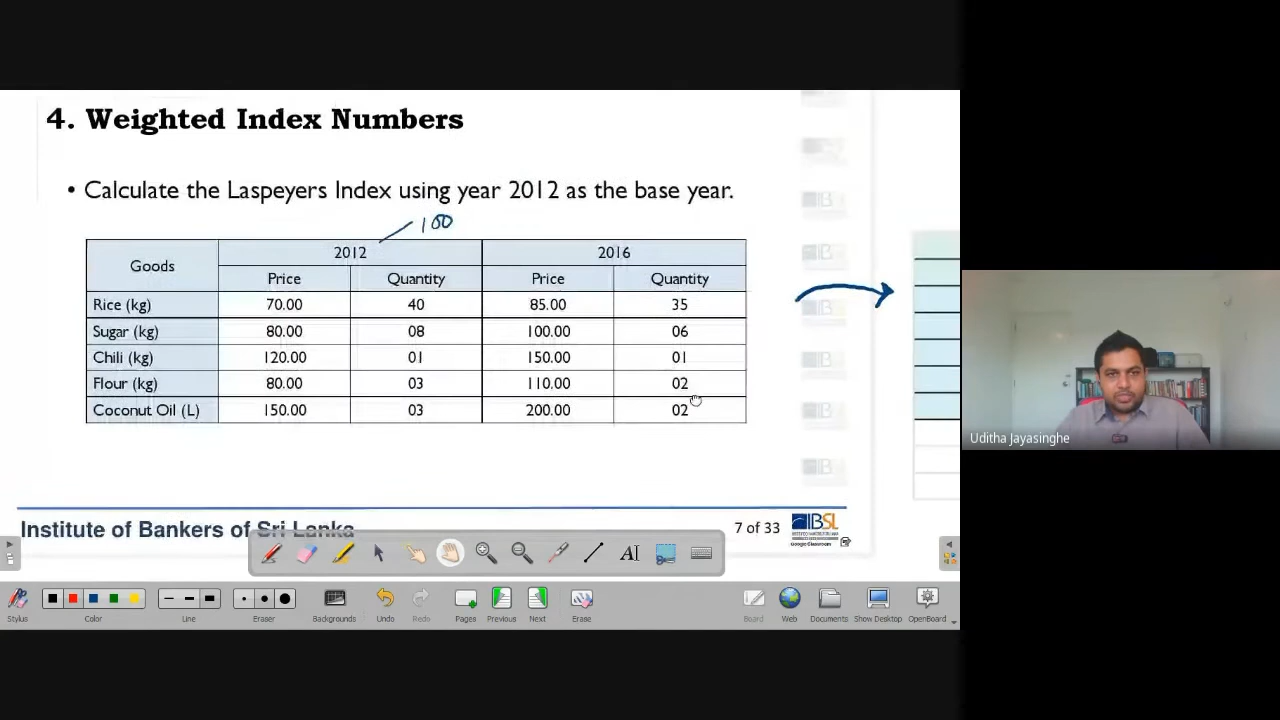 4. Weighted Index Numbers
• Calculate the Laspeyers Index using year 2012 as the base year.
100
Goods 2012 2016
Price Quantity Price Quantity
Rice (kg) 70.00 40 85.00 35
Sugar (kg) 80.00 08 100.00 06
Chili (kg) 120.00 01 150.00 01
Flour (kg) 80.00 03 110.00 02
Coconut Oil (L) 150.00 03 200.00 02
Uditha Jayasinghe
Institute of Bankers of Sri Lanka
7 of 33
IBSL
Google Classroom
Stylus Color Line Eraser Backgrounds Undo Redo Pages Previous Next Erase Board Web Documents Show Desktop OpenBoard